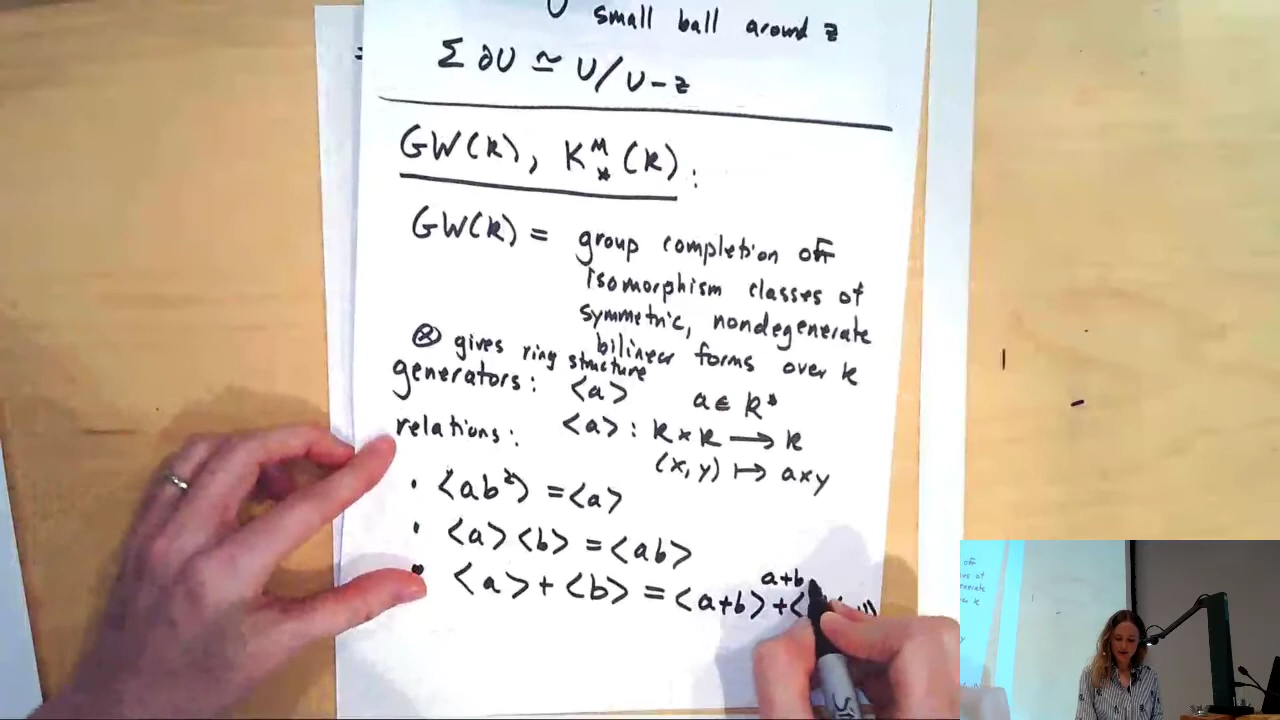 U small ball around z
Σ ∂U ≃ U/U-z
GW(k), K^M_*(k):
GW(k) = group completion off
isomorphism classes of
symmetric, nondegenerate
bilinear forms over k
⊗ gives ring structure
generators: <a> a ∈ k*
relations: <a> : k × k → k
(x,y) ↦ axy
· <ab²> = <a>
· <a><b> = <ab>
a+b
· <a> + <b> = <a+b> + <